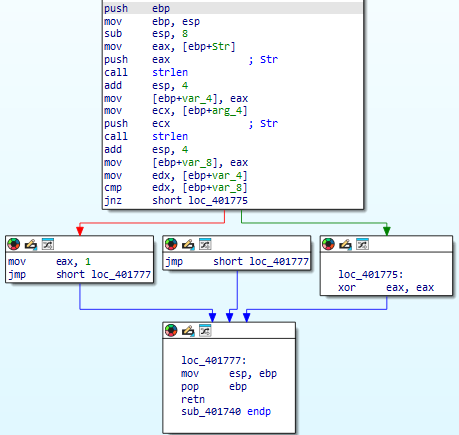 push ebp
mov ebp, esp
sub esp, 8
mov eax, [ebp+Str]
push eax ; Str
call strlen
add esp, 4
mov [ebp+var_4], eax
mov ecx, [ebp+arg_4]
push ecx ; Str
call strlen
add esp, 4
mov [ebp+var_8], eax
mov edx, [ebp+var_4]
cmp edx, [ebp+var_8]
jnz short loc_401775
mov eax, 1
jmp short loc_401777
jmp short loc_401777
loc_401775:
xor eax, eax
loc_401777:
mov esp, ebp
pop ebp
retn
sub_401740 endp